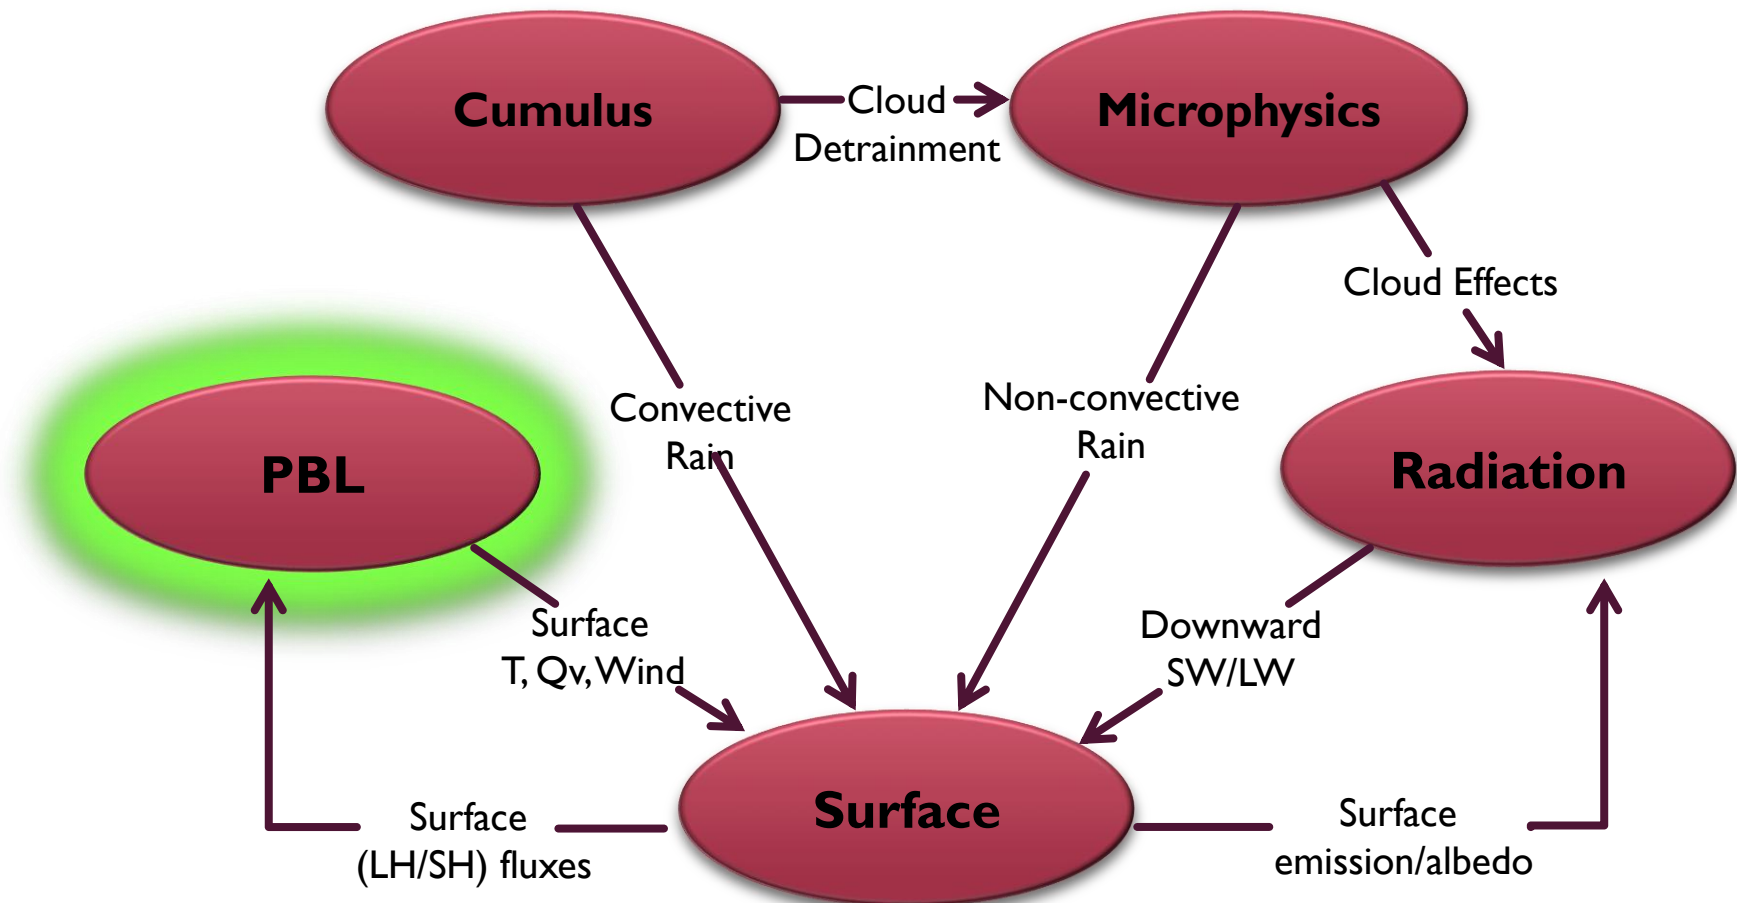 Cumulus
Cloud
Detrainment
Microphysics
Cloud Effects
Convective
Rain
Non-convective
Rain
PBL
Radiation
Surface
T, Qv, Wind
Downward
SW/LW
Surface
(LH/SH) fluxes
Surface
Surface
emission/albedo